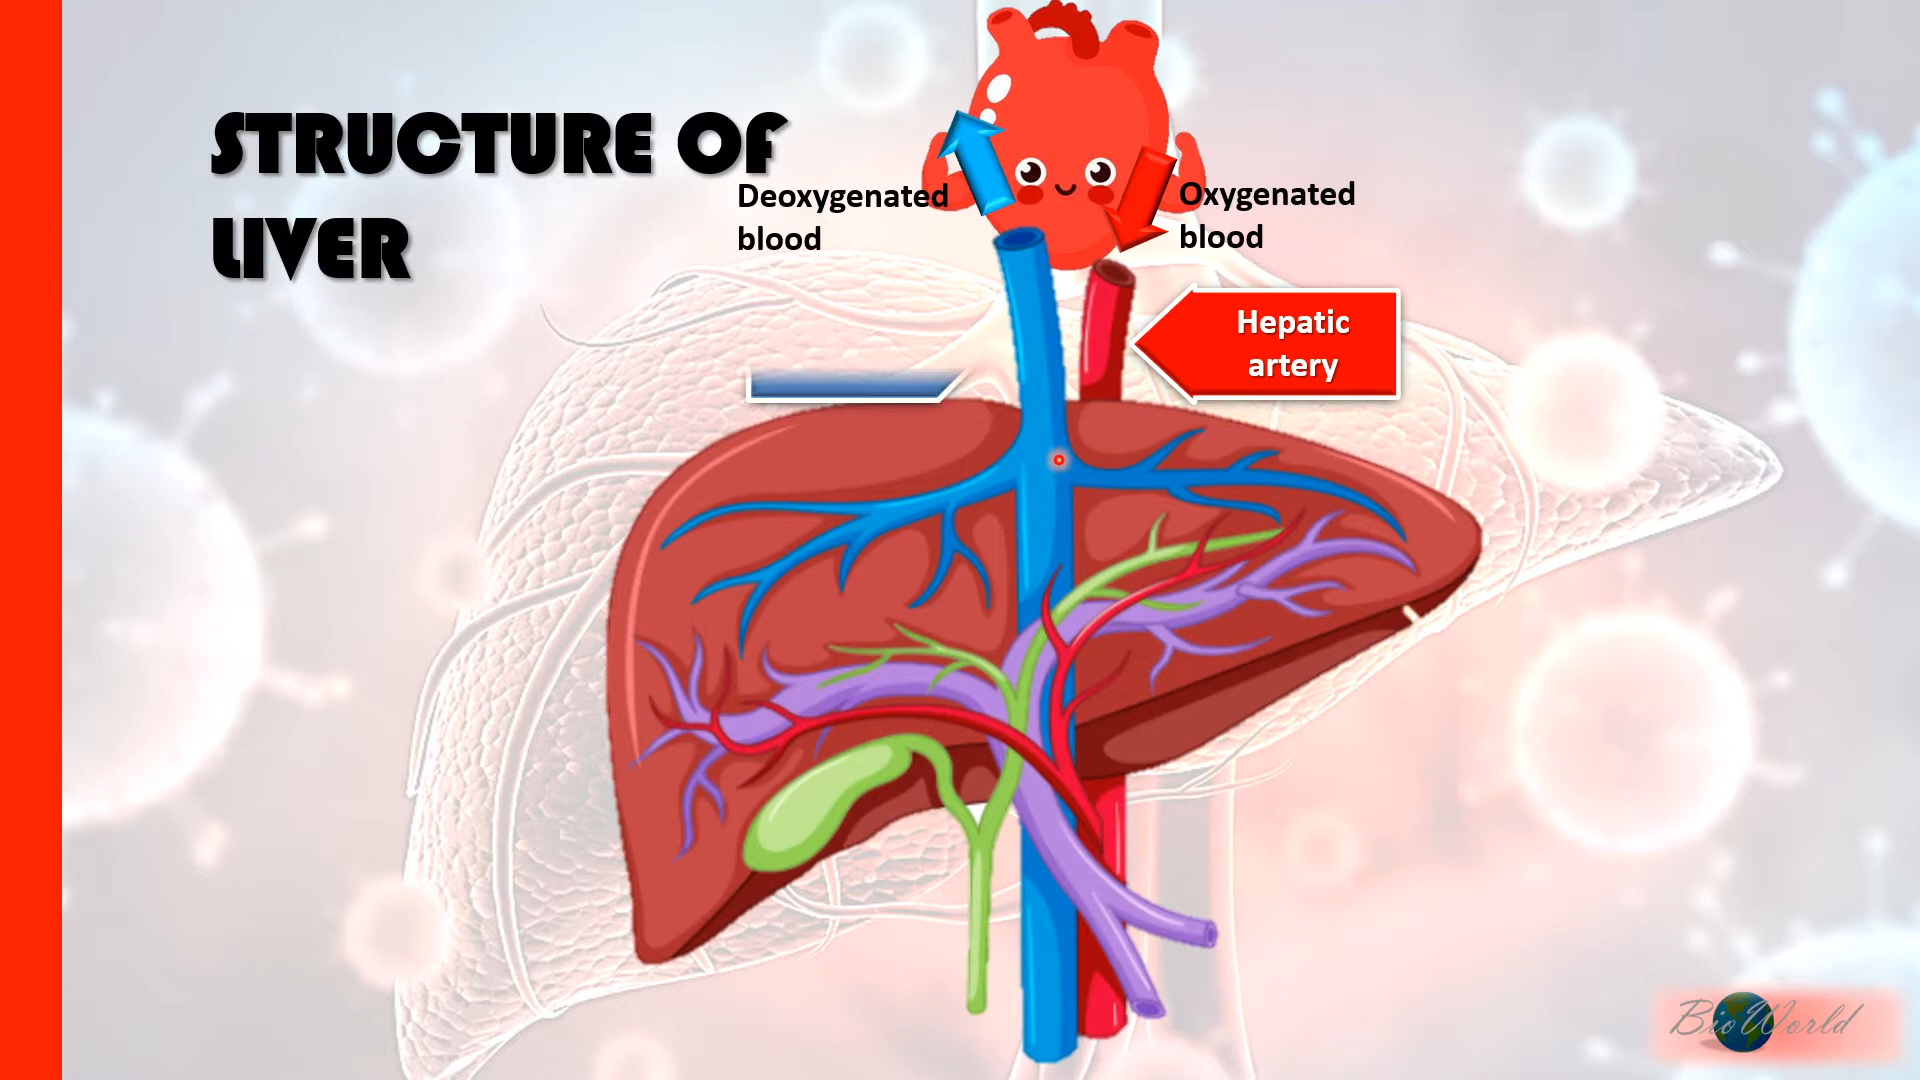 STRUCTURE OF
LIVER
Deoxygenated
blood
Oxygenated
blood
Hepatic
artery
BioWorld